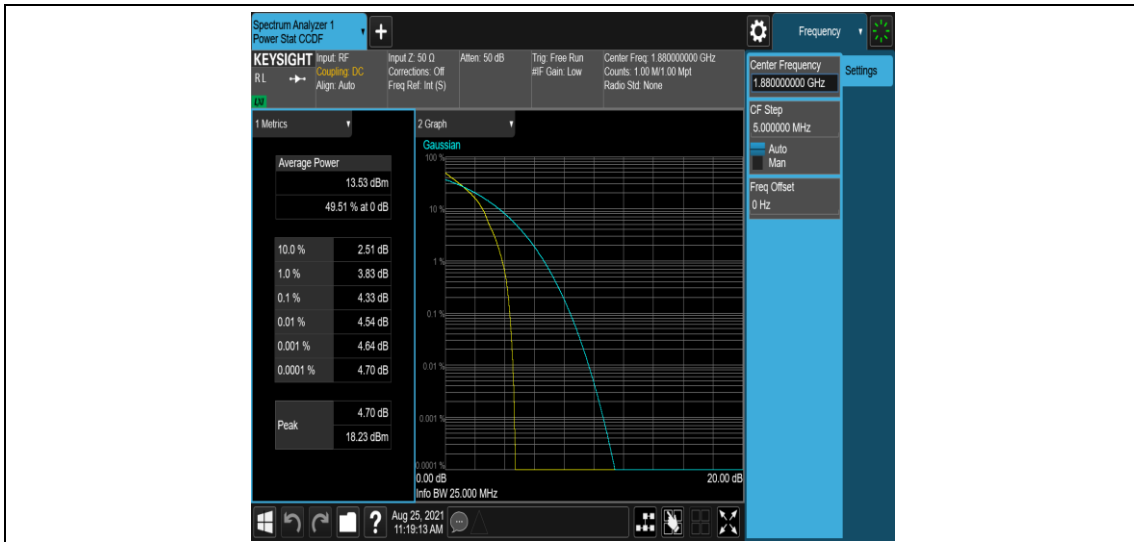 Spectrum Analyzer 1
Power Stat CCDF
+
Frequency
KEYSIGHT
RL
LXI
Input: RF
Coupling: DC
Align: Auto
Input Z: 50 Ω
Corrections: Off
Freq Ref: Int (S)
Atten: 50 dB
Trig: Free Run
#IF Gain: Low
Center Freq: 1.880000000 GHz
Counts: 1.00 M/1.00 Mpt
Radio Std: None
Center Frequency
1.880000000 GHz
Settings
CF Step
5.000000 MHz
Auto
Man
Freq Offset
0 Hz
1 Metrics
Average Power
13.53 dBm
49.51 % at 0 dB
10.0 % 2.51 dB
1.0 % 3.83 dB
0.1 % 4.33 dB
0.01 % 4.54 dB
0.001 % 4.64 dB
0.0001 % 4.70 dB
Peak 4.70 dB
18.23 dBm
2 Graph
Gaussian
100 %
10 %
1 %
0.1 %
0.01 %
0.001 %
0.0001 %
0.00 dB 20.00 dB
Info BW 25.000 MHz
?
Aug 25, 2021
11:19:13 AM